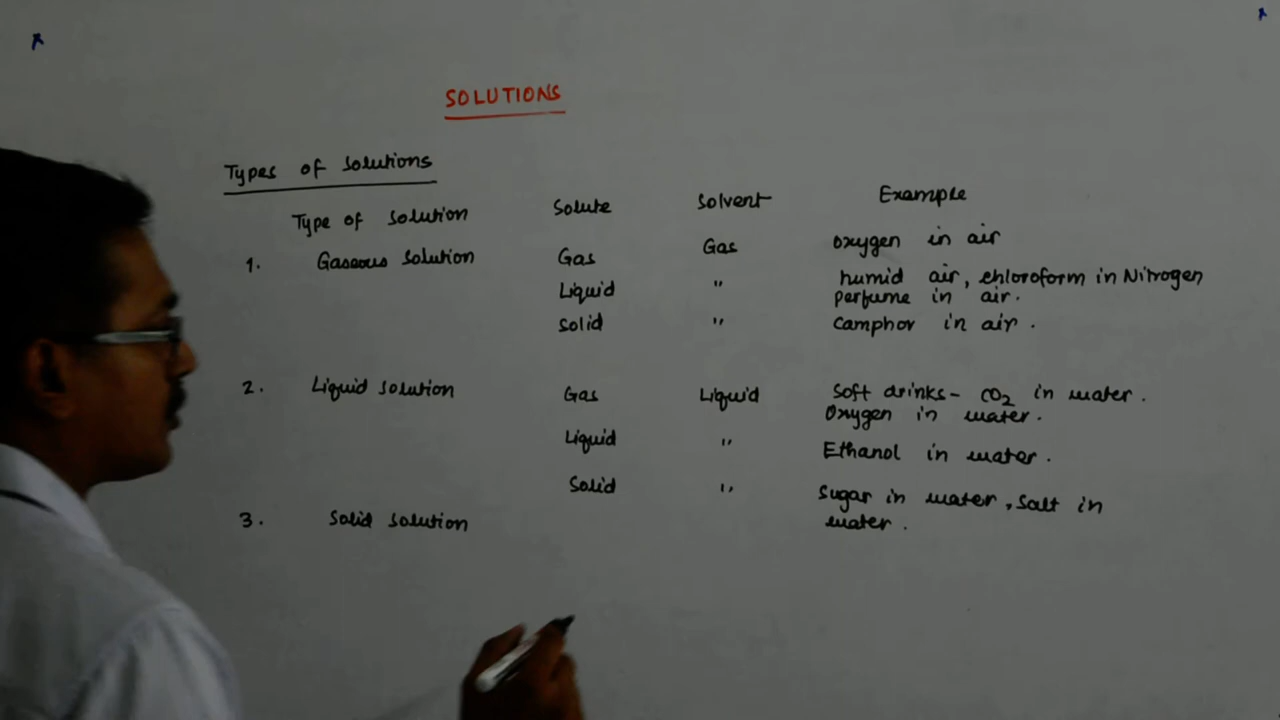 SOLUTIONS
Types of solutions
Type of solution Solute Solvent Example
1. Gaseous solution Gas Gas Oxygen in air
Liquid " humid air, chloroform in Nitrogen
perfume in air.
Solid " camphor in air.
2. Liquid solution Gas Liquid Soft drinks- CO2 in water.
Oxygen in water.
Liquid " Ethanol in water.
Solid " Sugar in water, Salt in
water.
3. Solid solution